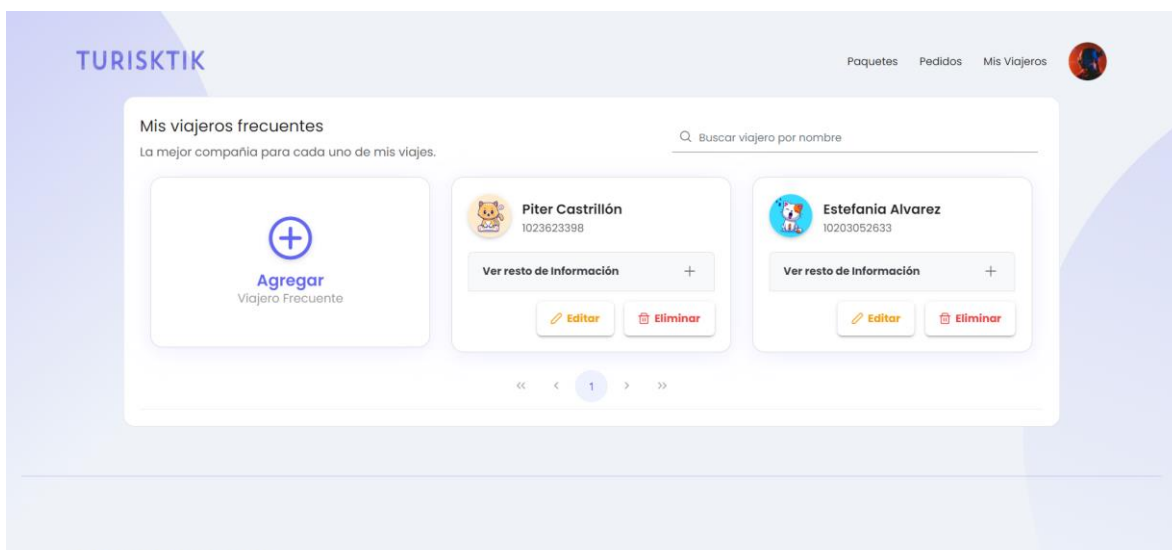 TURISKTIK
Paquetes Pedidos Mis Viajeros
Mis viajeros frecuentes
La mejor compañia para cada uno de mis viajes.
Buscar viajero por nombre
Agregar
Viajero Frecuente
Piter Castrillón
1023623398
Ver resto de Información
Editar Eliminar
Estefania Alvarez
10203052633
Ver resto de Información
Editar Eliminar
1